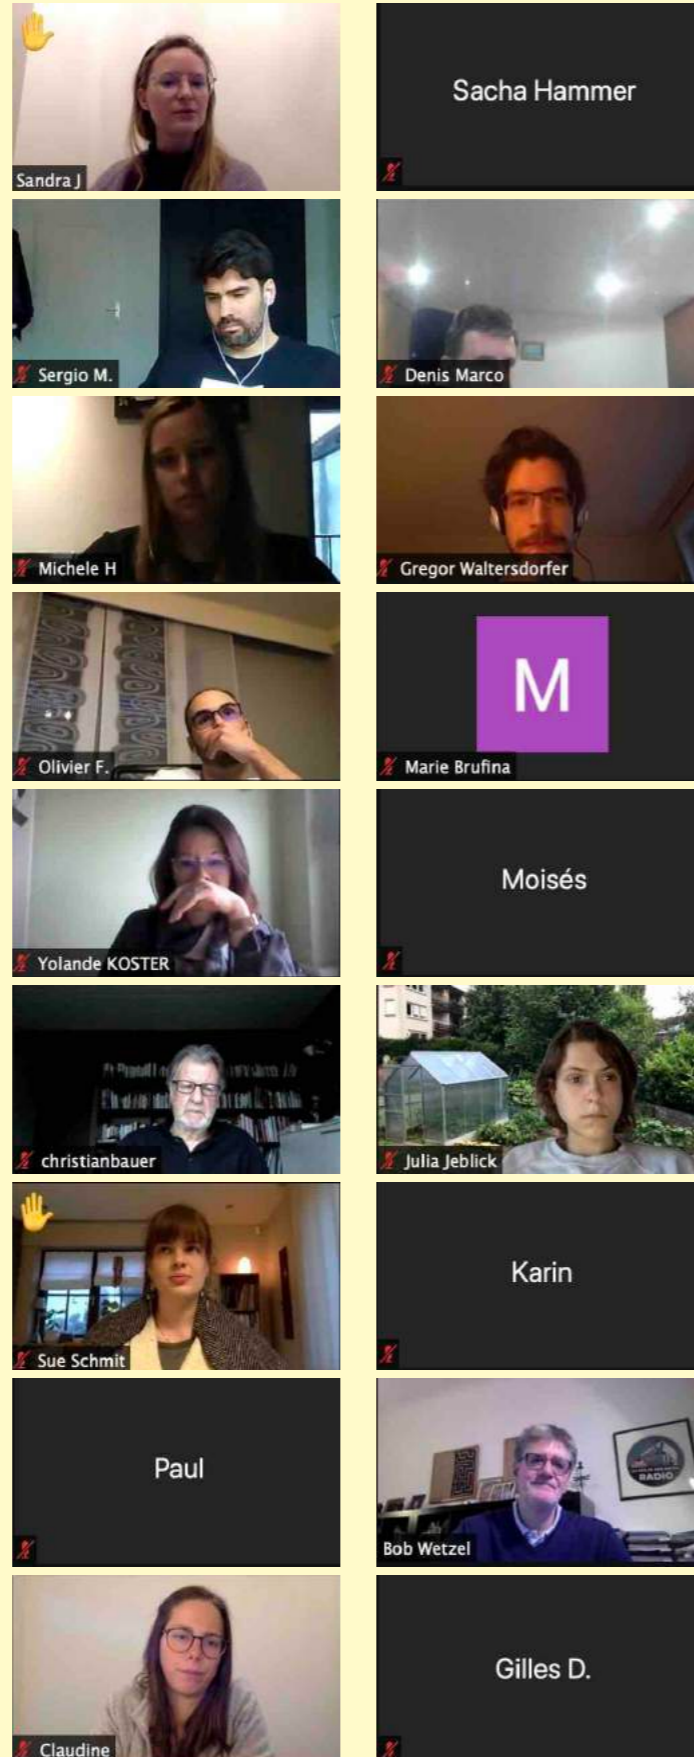 Sandra J
Sacha Hammer
Sergio M.
Denis Marco
Michele H
Gregor Waltersdorfer
Olivier F.
M
Marie Brufina
Yolande KOSTER
Moisés
christianbauer
Julia Jeblick
Sue Schmit
Karin
Paul
RADIO
Bob Wetzel
Claudine
Gilles D.